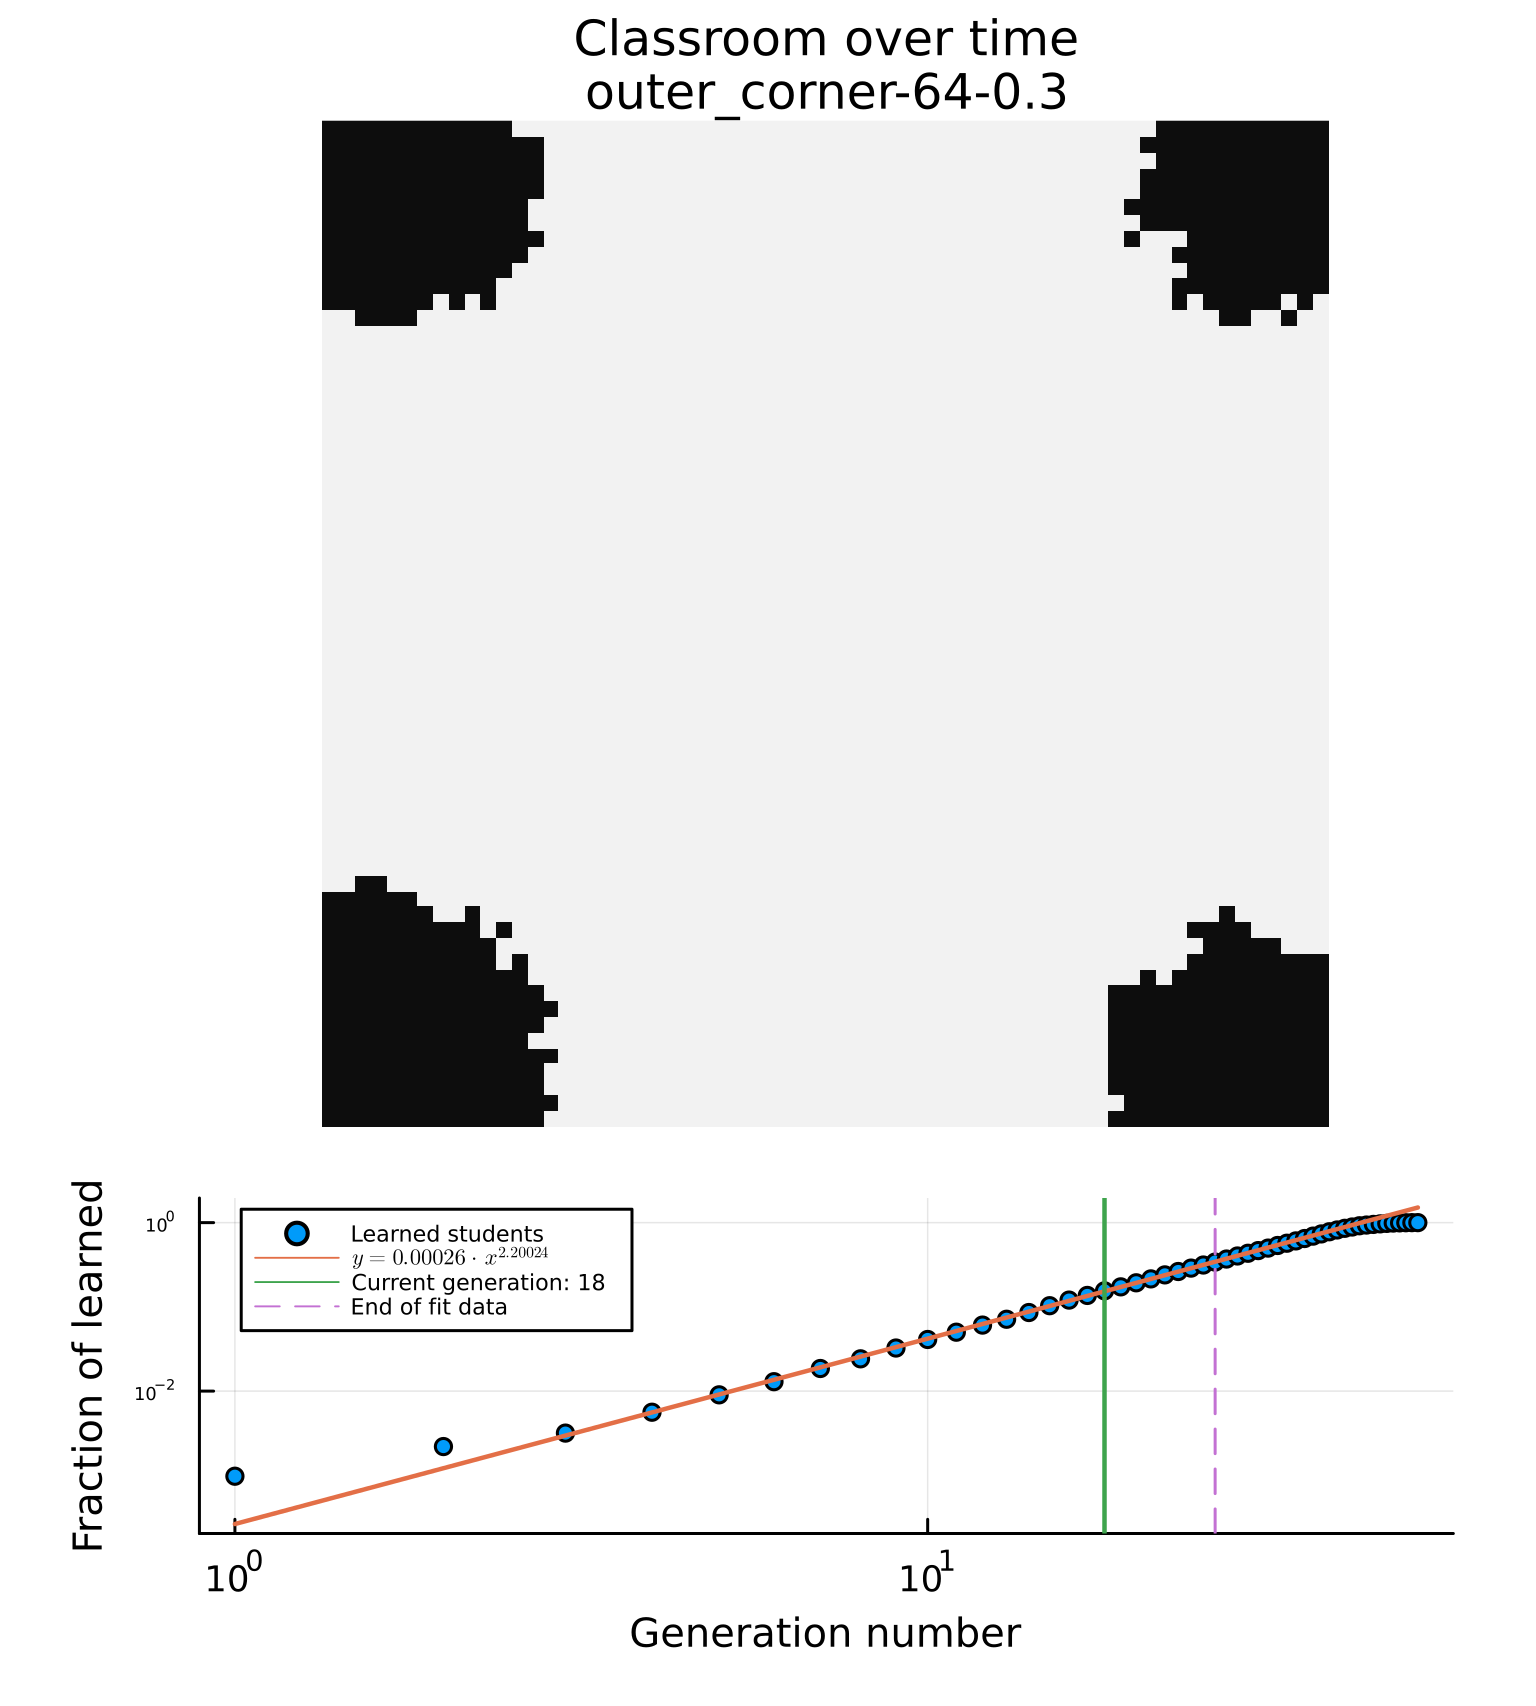 Classroom over time
outer_corner-64-0.3
Fraction of learned
10^0
10^-2
Learned students
y = 0.00026 · x^2.20024
Current generation: 18
End of fit data
10^0
10^1
Generation number